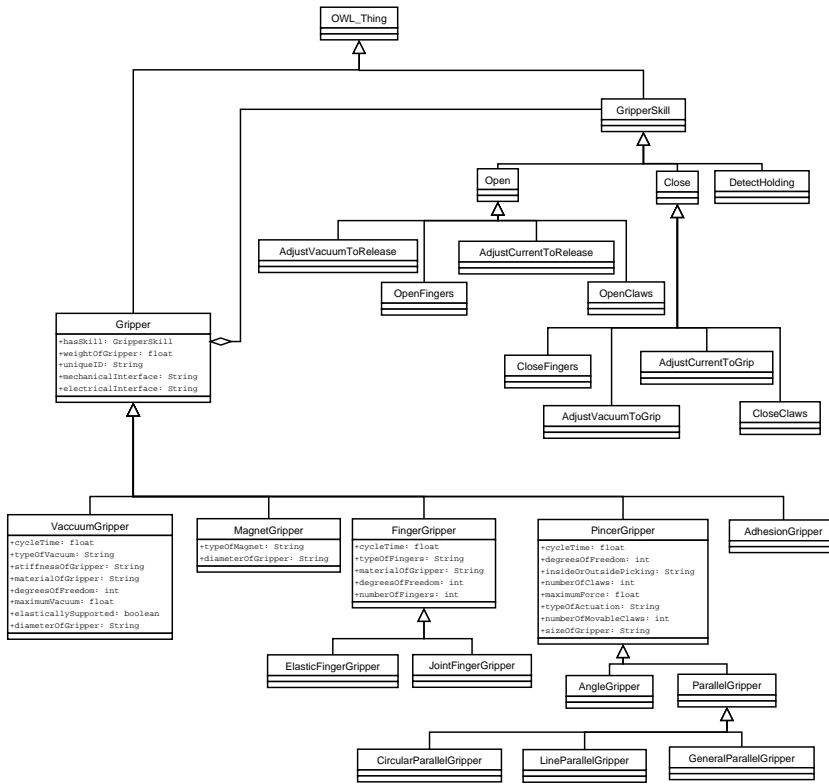 OWL_Thing
GripperSkill
Open
Close
DetectHolding
AdjustVacuumToRelease
AdjustCurrentToRelease
OpenFingers
OpenClaws
Gripper
+hasSkill: GripperSkill
+weightOfGripper: float
+uniqueID: String
+mechanicalInterface: String
+electricalInterface: String
CloseFingers
AdjustCurrentToGrip
AdjustVacuumToGrip
CloseClaws
VaccuumGripper
+cycleTime: float
+typeOfVacuum: String
+stiffnessOfGripper: String
+materialOfGripper: String
+degreesOfFreedom: int
+maximumVacuum: float
+elasticallySupported: boolean
+diameterOfGripper: String
MagnetGripper
+typeOfMagnet: String
+diameterOfGripper: String
FingerGripper
+cycleTime: float
+typeOfFingers: String
+materialOfGripper: String
+degreesOfFreedom: int
+numberOfFingers: int
PincerGripper
+cycleTime: float
+degreesOfFreedom: int
+insideOrOutsidePicking: String
+numberOfClaws: int
+maximumForce: float
+typeOfActuation: String
+numberOfMovableClaws: int
+sizeOfGripper: String
AdhesionGripper
ElasticFingerGripper
JointFingerGripper
AngleGripper
ParallelGripper
CircularParallelGripper
LineParallelGripper
GeneralParallelGripper